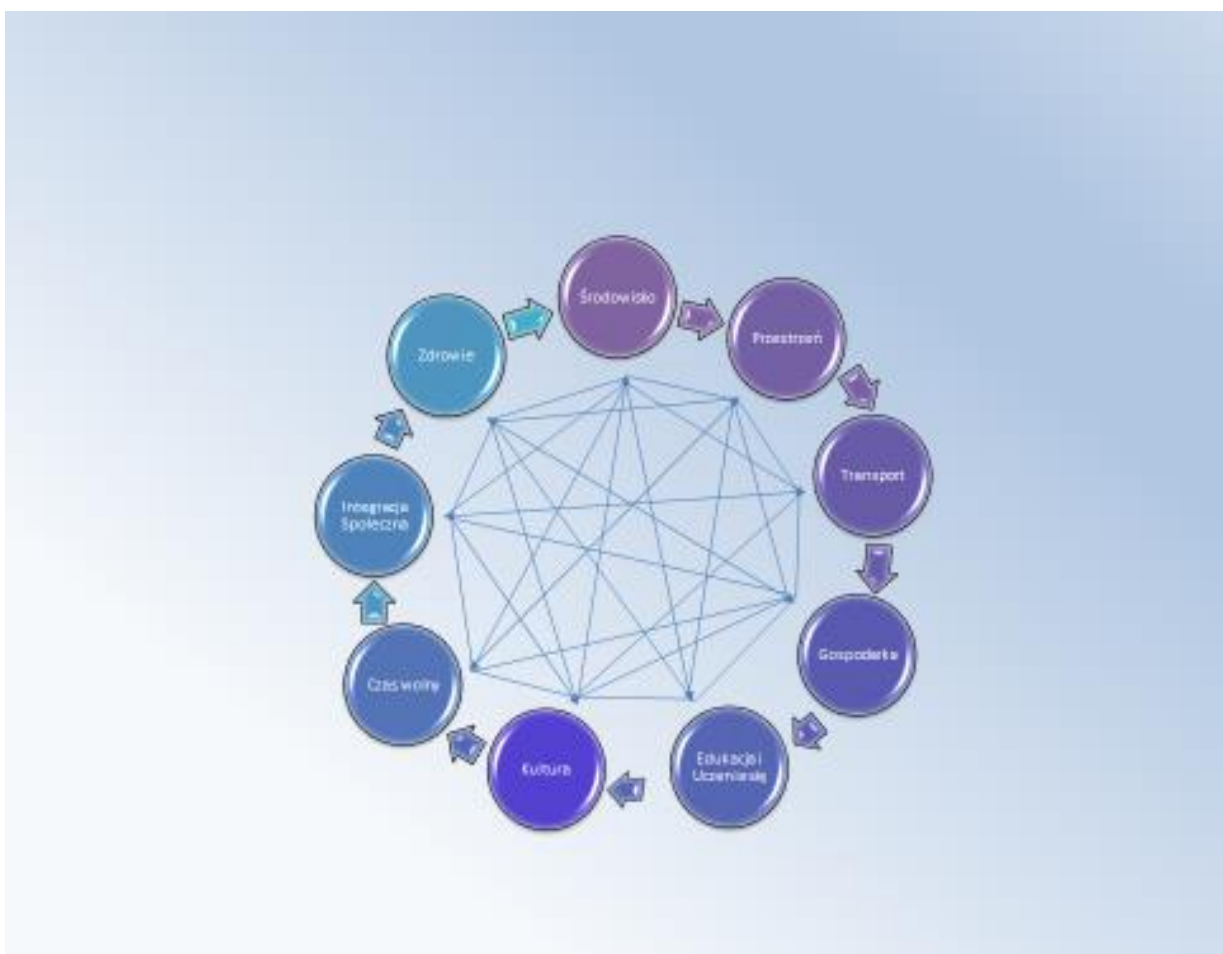 Środowisko
Przestrzeń
Transport
Gospodarka
Edukacja i
Uczenie się
Kultura
Czas wolny
Integracja
Społeczna
Zdrowie